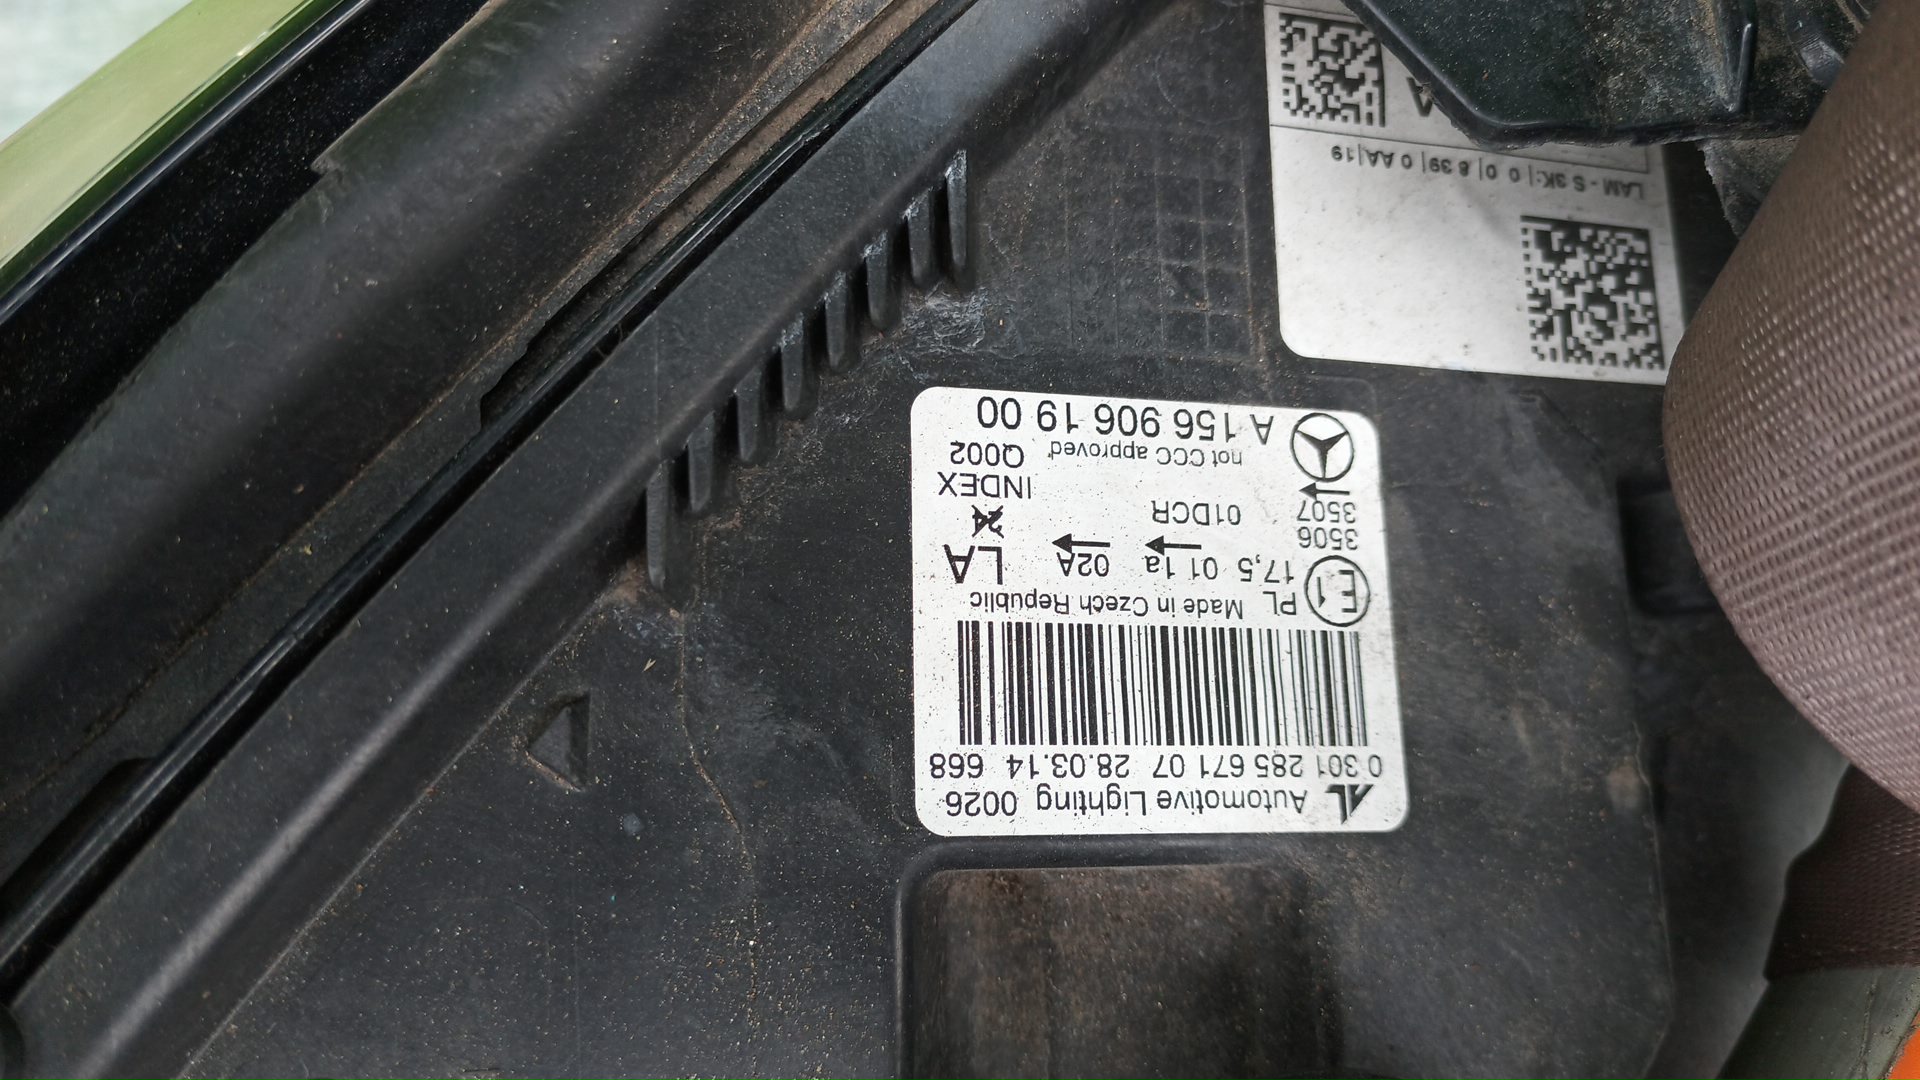 Automotive Lighting 0026
0 301 285 671 07 28.03.14 668
PL Made in Czech Republic
E1 17,5 01 1a 02A LA
3506
3507 01DCR 24
INDEX
not CCC approved Q002
A 156 906 19 00
LAM - S 3K:| 0 0| 8 39| 0 AA|19
A